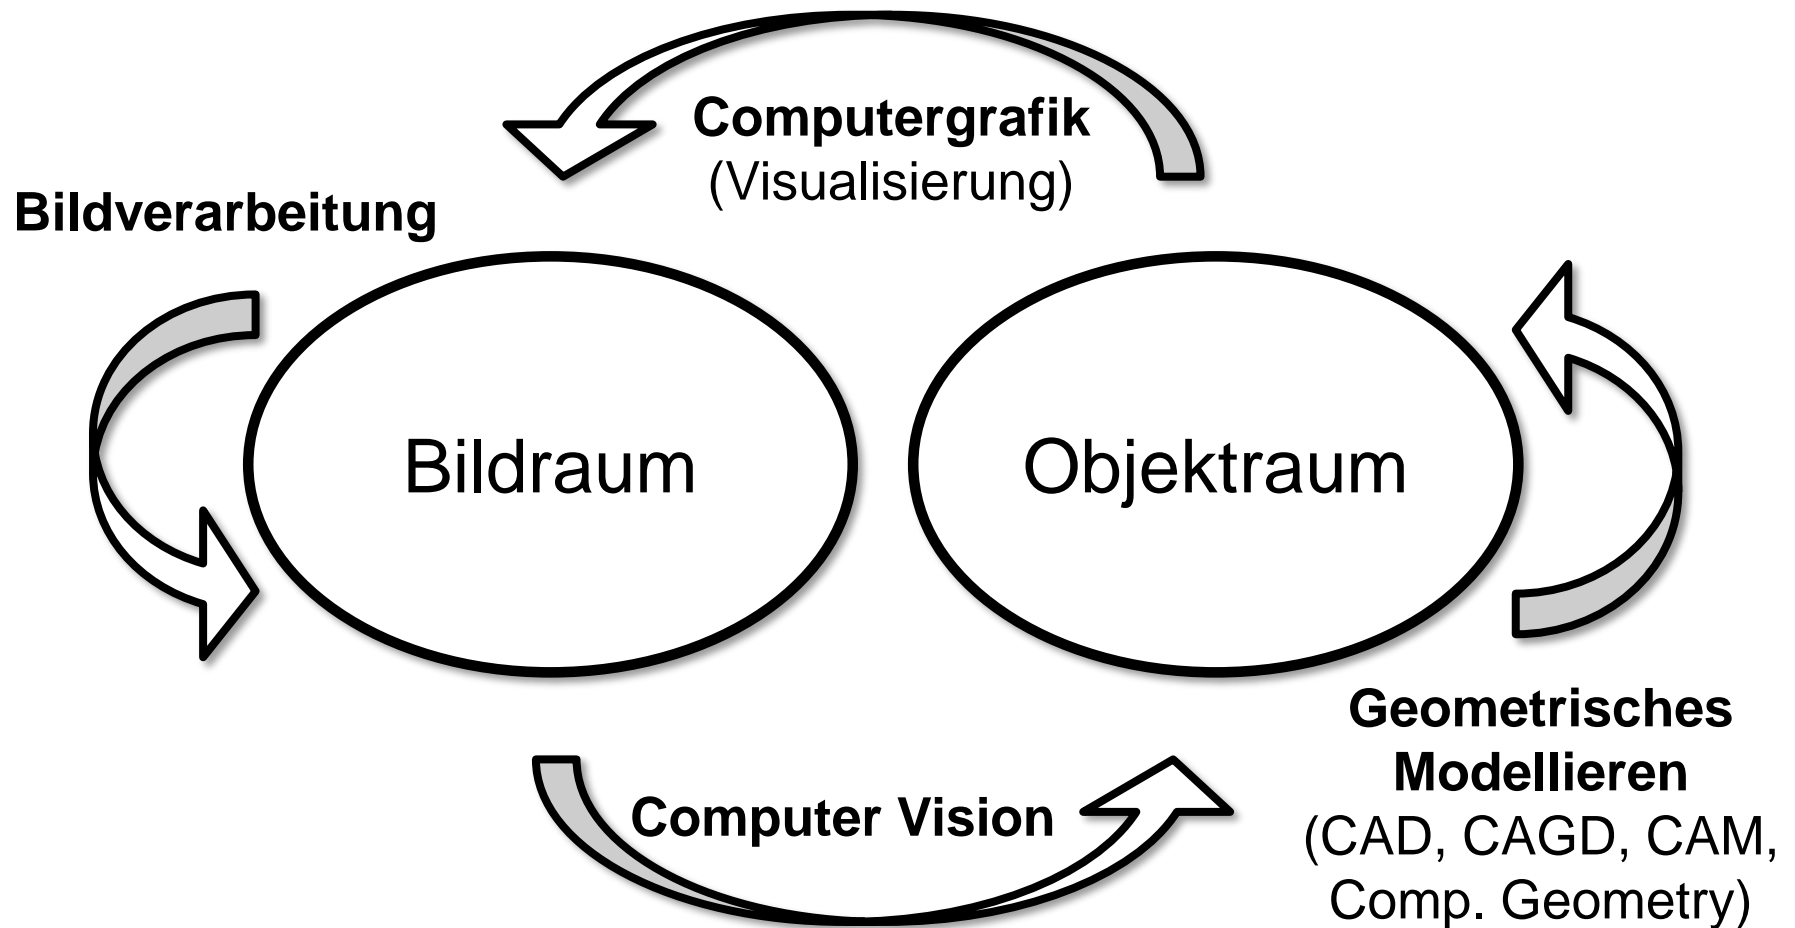 Computergrafik
(Visualisierung)
Bildverarbeitung
Bildraum
Objektraum
Computer Vision
Geometrisches
Modellieren
(CAD, CAGD, CAM,
Comp. Geometry)